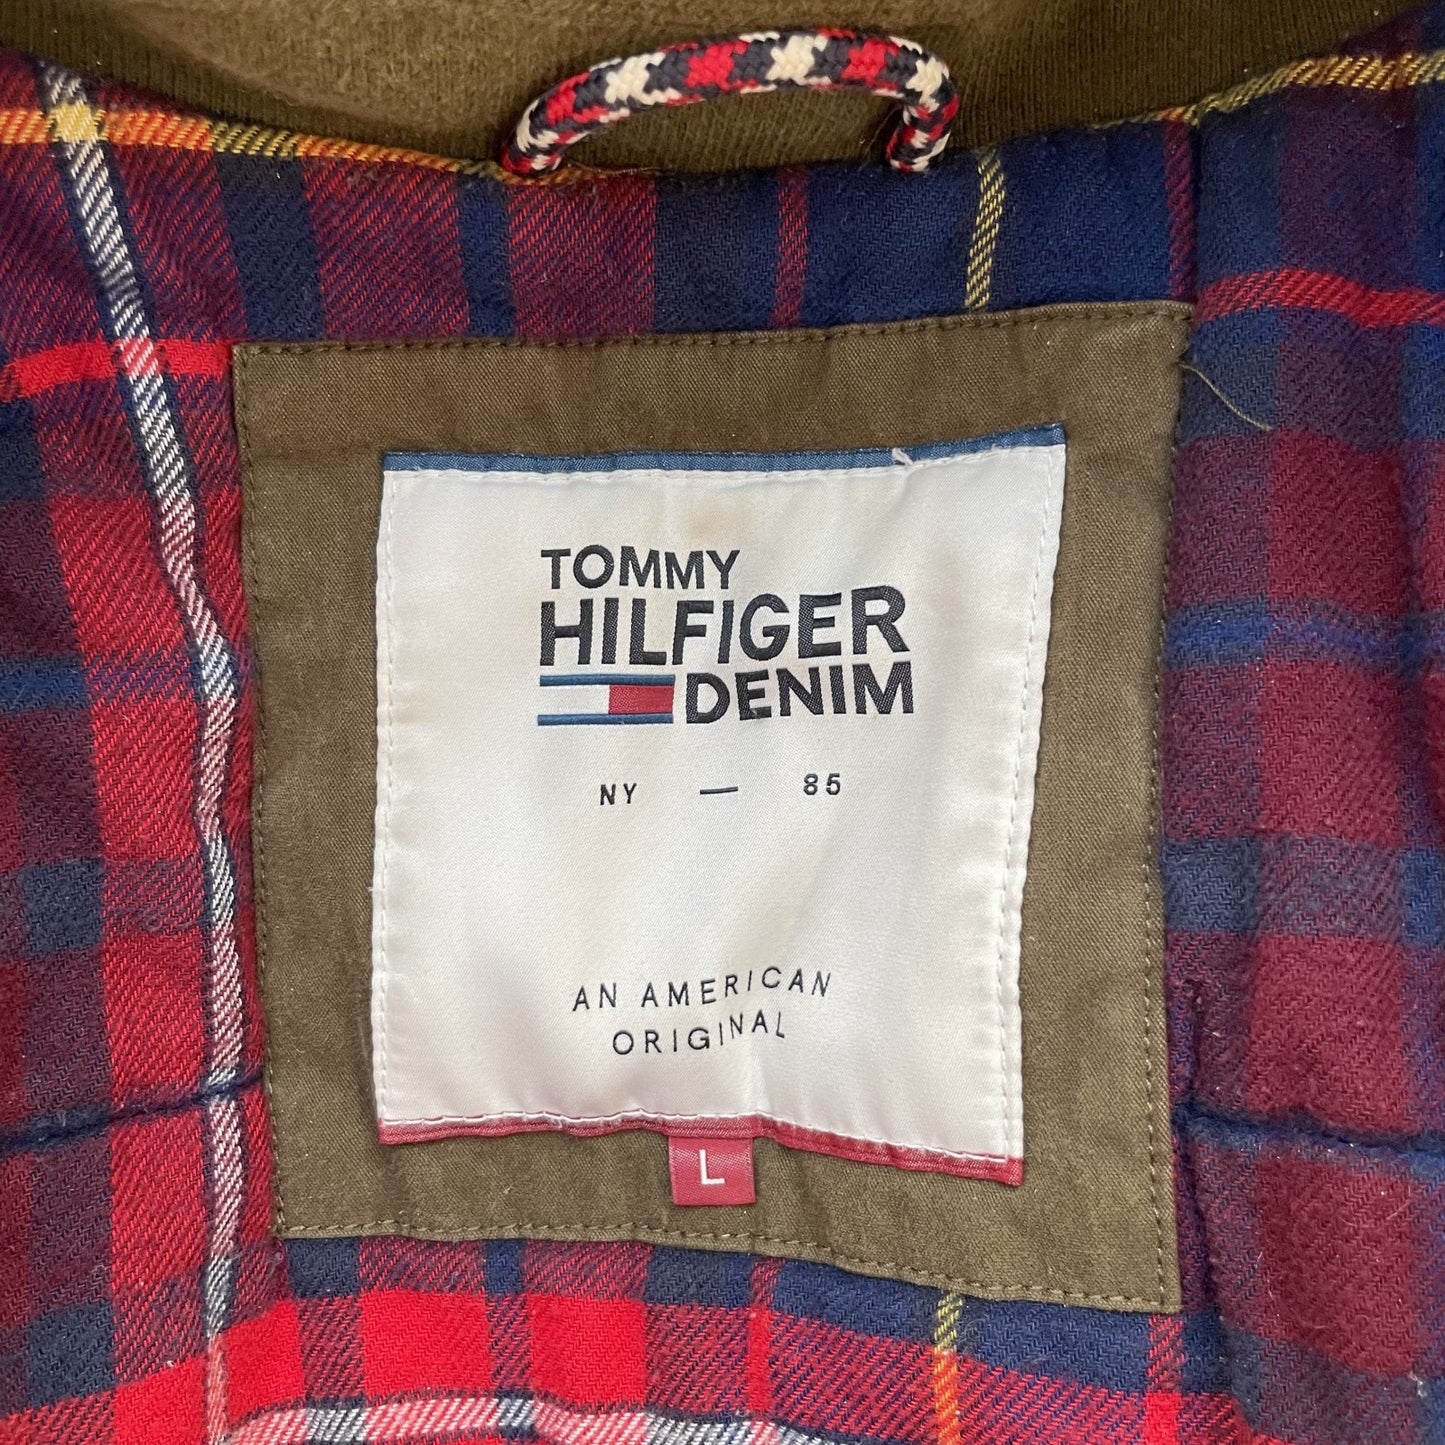 TOMMY
HILFIGER
DENIM
NY — 85
AN AMERICAN
ORIGINAL
L